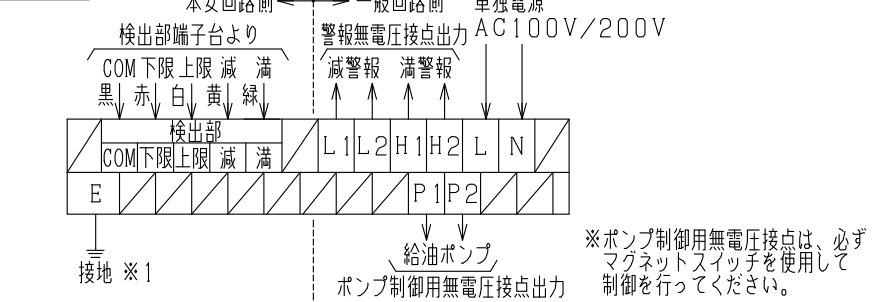 本安回路側 一般回路側 単独電源
検出部端子台より 警報無電圧接点出力 AC100V/200V
COM 下限 上限 減 満 減警報 満警報
黒 赤 白 黄 緑
検出部
COM 下限 上限 減 満 L1 L2 H1 H2 L N
E P1 P2
給油ポンプ
接地 ※1
ポンプ制御用無電圧接点出力
※ポンプ制御用無電圧接点は、必ず
マグネットスイッチを使用して
制御を行ってください。